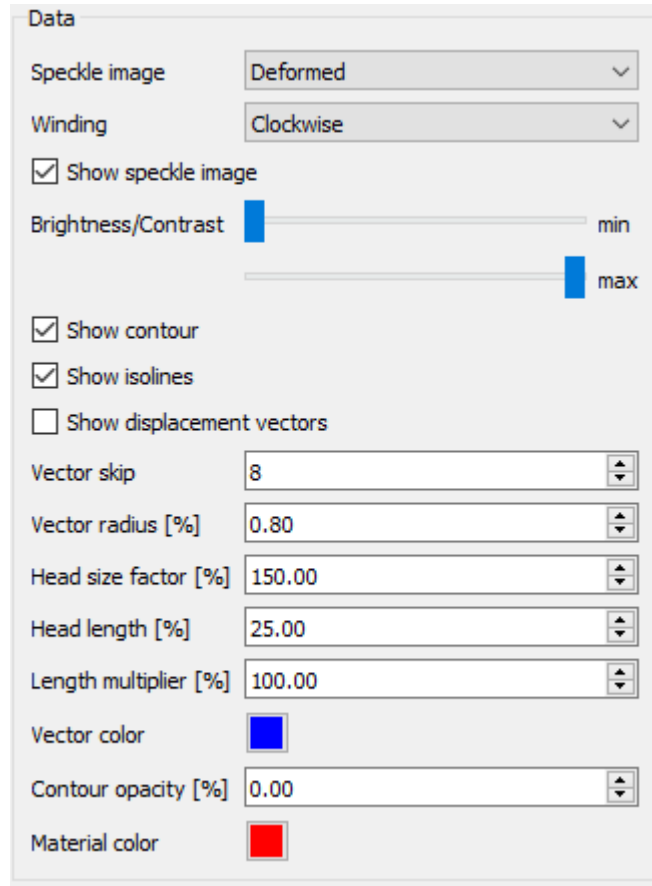 Data
Speckle image Deformed
Winding Clockwise
Show speckle image
Brightness/Contrast min
max
Show contour
Show isolines
Show displacement vectors
Vector skip 8
Vector radius [%] 0.80
Head size factor [%] 150.00
Head length [%] 25.00
Length multiplier [%] 100.00
Vector color
Contour opacity [%] 0.00
Material color